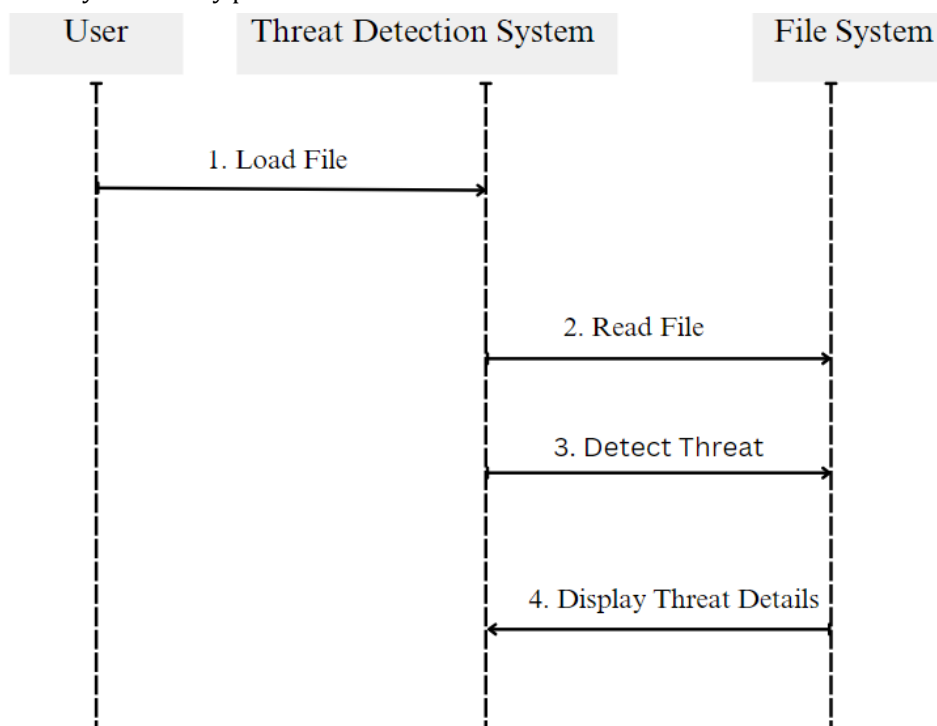 User
Threat Detection System
File System
1. Load File
2. Read File
3. Detect Threat
4. Display Threat Details